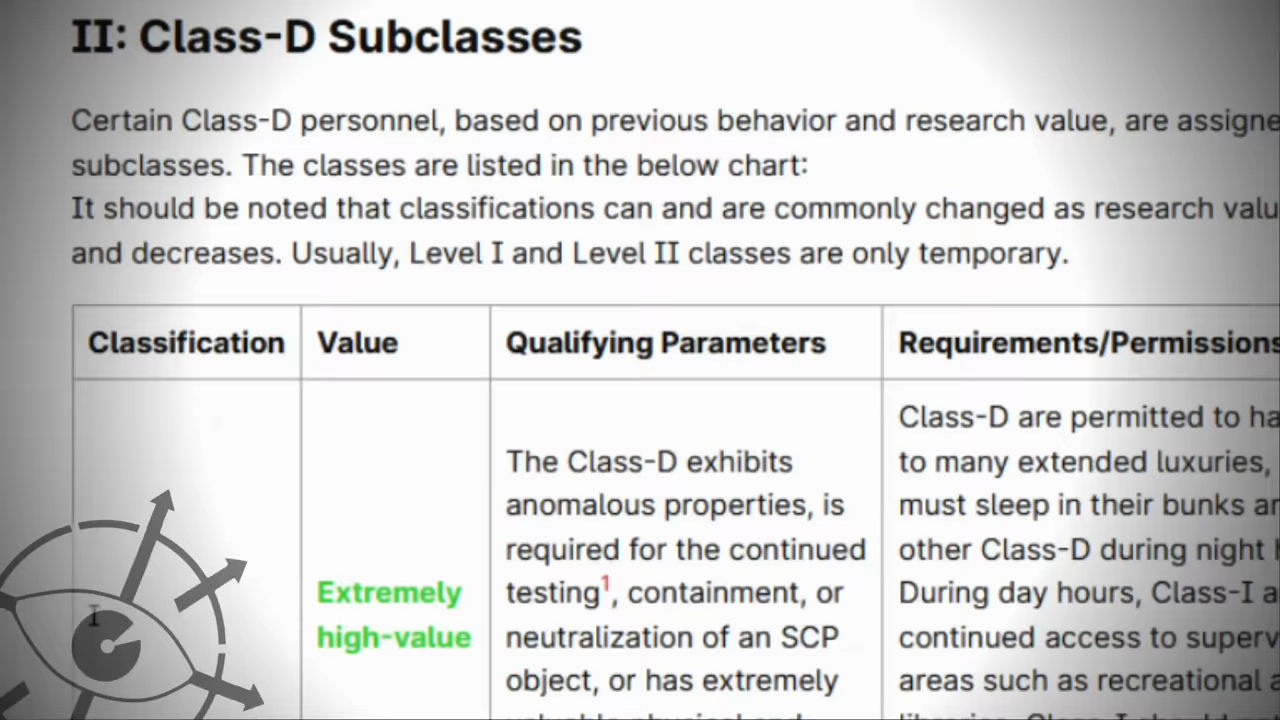 II: Class-D Subclasses
Certain Class-D personnel, based on previous behavior and research value, are
subclasses. The classes are listed in the below chart:
It should be noted that classifications can and are commonly changed as research
and decreases. Usually, Level I and Level II classes are only temporary.
Classification
Value
Qualifying Parameters
Requirements/Permissions
I
Extremely
high-value
The Class-D exhibits
anomalous properties, is
required for the continued
testing1, containment, or
neutralization of an SCP
object, or has extremely
Class-D are permitted to
to many extended luxuries,
must sleep in their bunks
other Class-D during night
During day hours, Class-I
continued access to
areas such as recreational